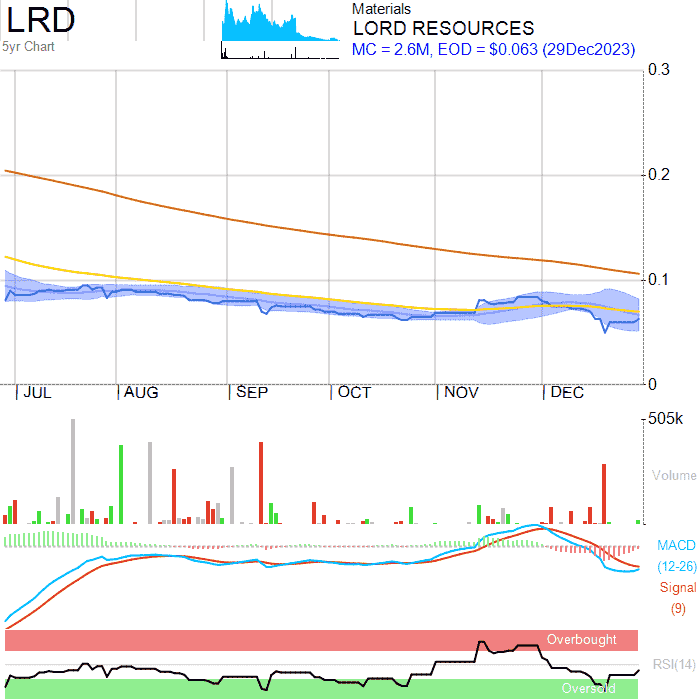 LRD
5yr Chart
Materials
LORD RESOURCES
MC = 2.6M, EOD = $0.063 (29Dec2023)
0.3
0.2
0.1
0
JUL AUG SEP OCT NOV DEC
505k
Volume
MACD
(12-26)
Signal
(9)
Overbought
RSI(14)
Oversold